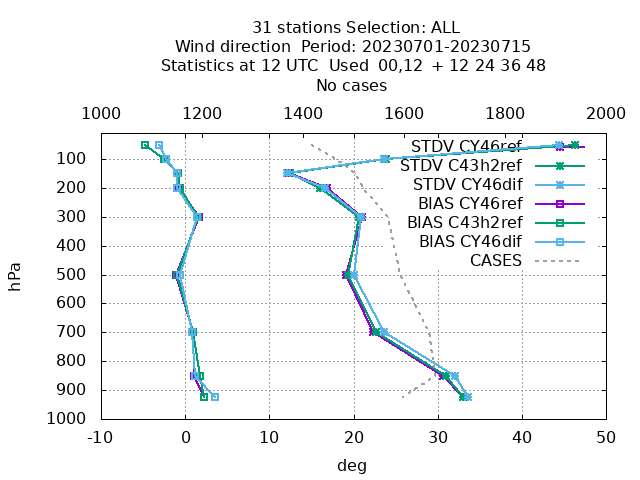 31 stations Selection: ALL
Wind direction  Period: 20230701-20230715
Statistics at 12 UTC  Used  00,12  + 12 24 36 48
No cases
1000 1200 1400 1600 1800 2000
STDV CY46ref
STDV C43h2ref
STDV CY46dif
BIAS CY46ref
BIAS C43h2ref
BIAS CY46dif
CASES
100
200
300
400
500
600
700
800
900
1000
hPa
-10 0 10 20 30 40 50
deg